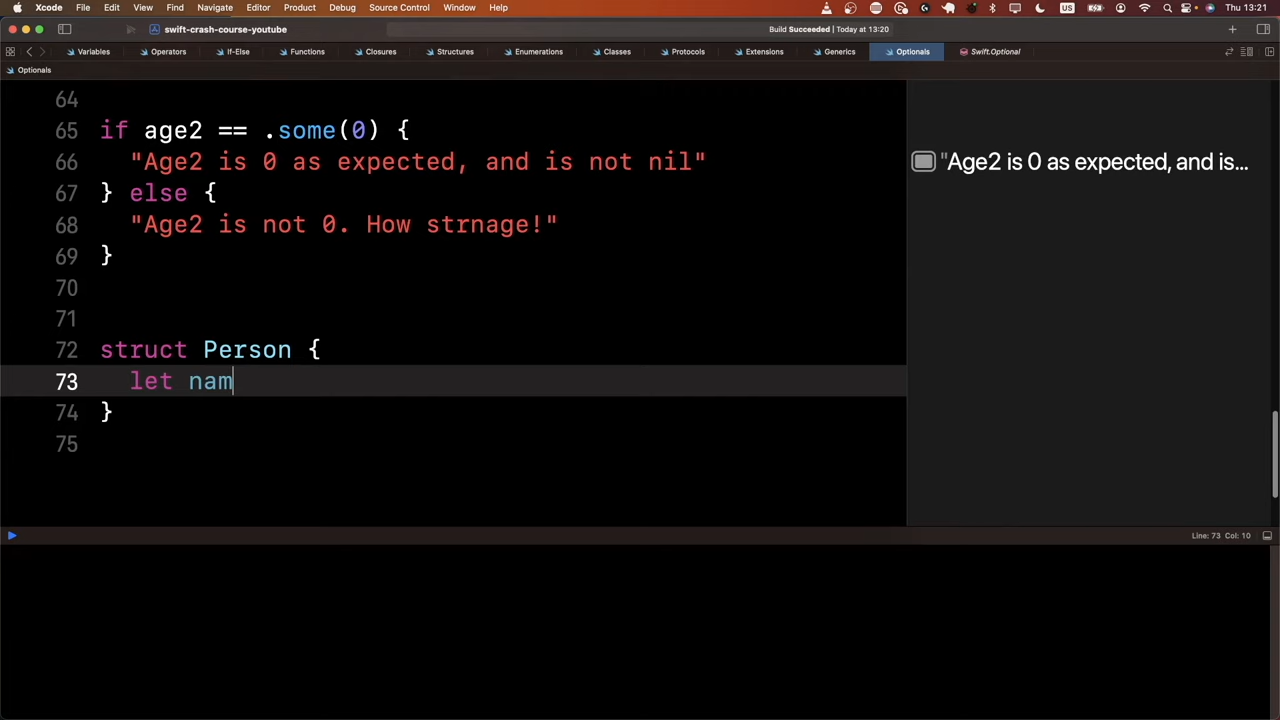 Xcode File Edit View Find Navigate Editor Product Debug Source Control Window Help US Thu 13:21
swift-crash-course-youtube Build Succeeded | Today at 13:20
Variables Operators If-Else Functions Closures Structures Enumerations Classes Protocols Extensions Generics Optionals Swift.Optional
Optionals
64
65 if age2 == .some(0) {
66 "Age2 is 0 as expected, and is not nil" "Age2 is 0 as expected, and is...
67 } else {
68 "Age2 is not 0. How strnage!"
69 }
70
71
72 struct Person {
73 let nam
74 }
75
Line: 73 Col: 10